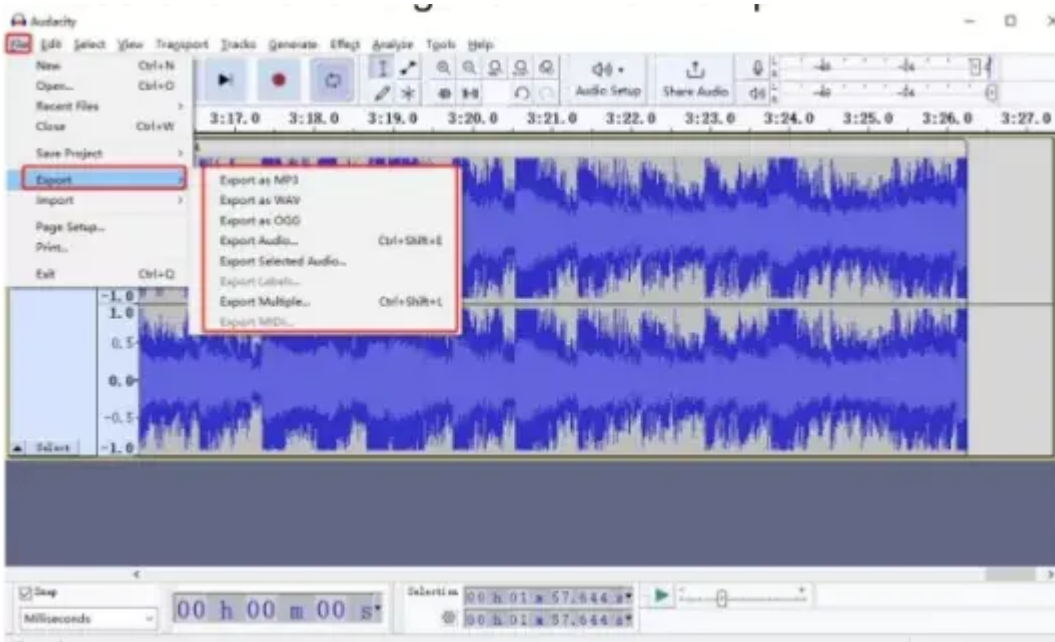 Audacity
File Edit Select View Transport Tracks Generate Effect Analyze Tools Help
New Ctrl+N
Open... Ctrl+O
Recent Files
Close Ctrl+W
Save Project
Export
Import
Page Setup...
Print...
Exit Ctrl+Q
Export as MP3
Export as WAV
Export as OGG
Export Audio... Ctrl+Shift+E
Export Selected Audio...
Export Labels...
Export Multiple... Ctrl+Shift+L
Export MIDI...
Audio Setup
Share Audio
3:17.0 3:18.0 3:19.0 3:20.0 3:21.0 3:22.0 3:23.0 3:24.0 3:25.0 3:26.0 3:27.0
-1.0
1.0
0.5
0.0
-0.5
-1.0
Select
Snap
Milliseconds
00 h 00 m 00 s
Selection
00 h 01 m 57.644 s
00 h 01 m 57.644 s